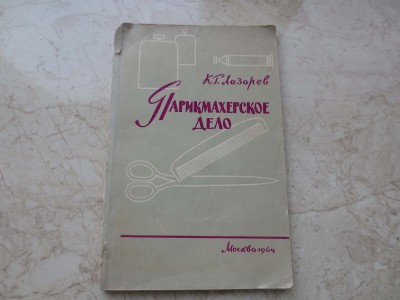 К.Г. Лазарев
Парикмахерское
дело
Москва 1964